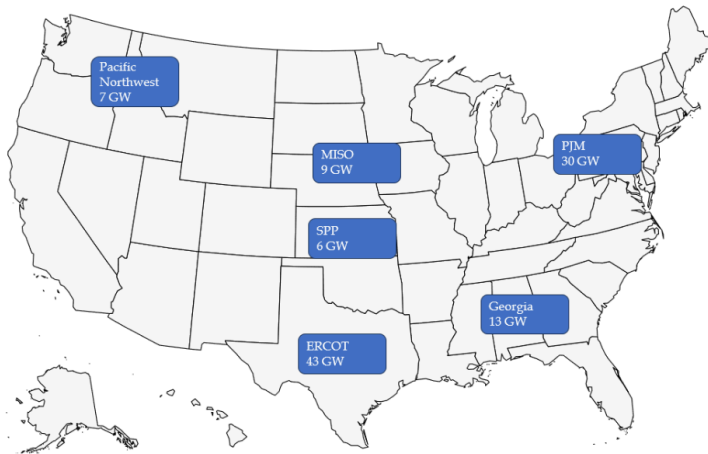 Pacific
Northwest
7 GW
MISO
9 GW
PJM
30 GW
SPP
6 GW
Georgia
13 GW
ERCOT
43 GW